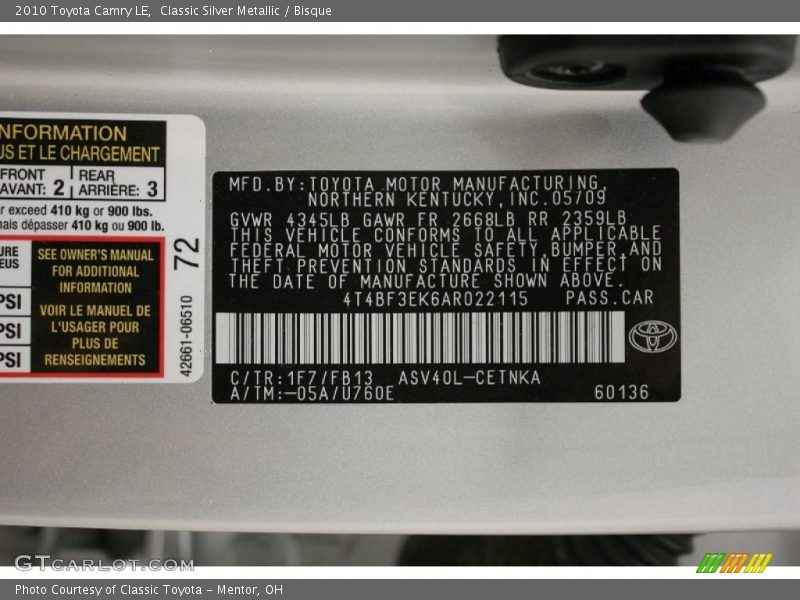 2010 Toyota Camry LE,  Classic Silver Metallic / Bisque
NFORMATION
US ET LE CHARGEMENT
FRONT
AVANT: 2
REAR
ARRIÈRE: 3
exceed 410 kg or 900 lbs.
mais dépasser 410 kg ou 900 lb.
SEE OWNER'S MANUAL
FOR ADDITIONAL
INFORMATION
VOIR LE MANUEL DE
L'USAGER POUR
PLUS DE
RENSEIGNEMENTS
PSI
PSI
PSI
72
42661-06510
MFD.BY:TOYOTA MOTOR MANUFACTURING,
NORTHERN KENTUCKY,INC.05/09
GVWR 4345LB GAWR FR 2668LB RR 2359LB
THIS VEHICLE CONFORMS TO ALL APPLICABLE
FEDERAL MOTOR VEHICLE SAFETY,BUMPER,AND
THEFT PREVENTION STANDARDS IN EFFECT ON
THE DATE OF MANUFACTURE SHOWN ABOVE.
4T4BF3EK6AR022115 PASS.CAR
C/TR:1F7/FB13 ASV40L-CETNKA
A/TM:-05A/U760E 60136
GTCarLot.com
Photo Courtesy of Classic Toyota - Mentor, OH